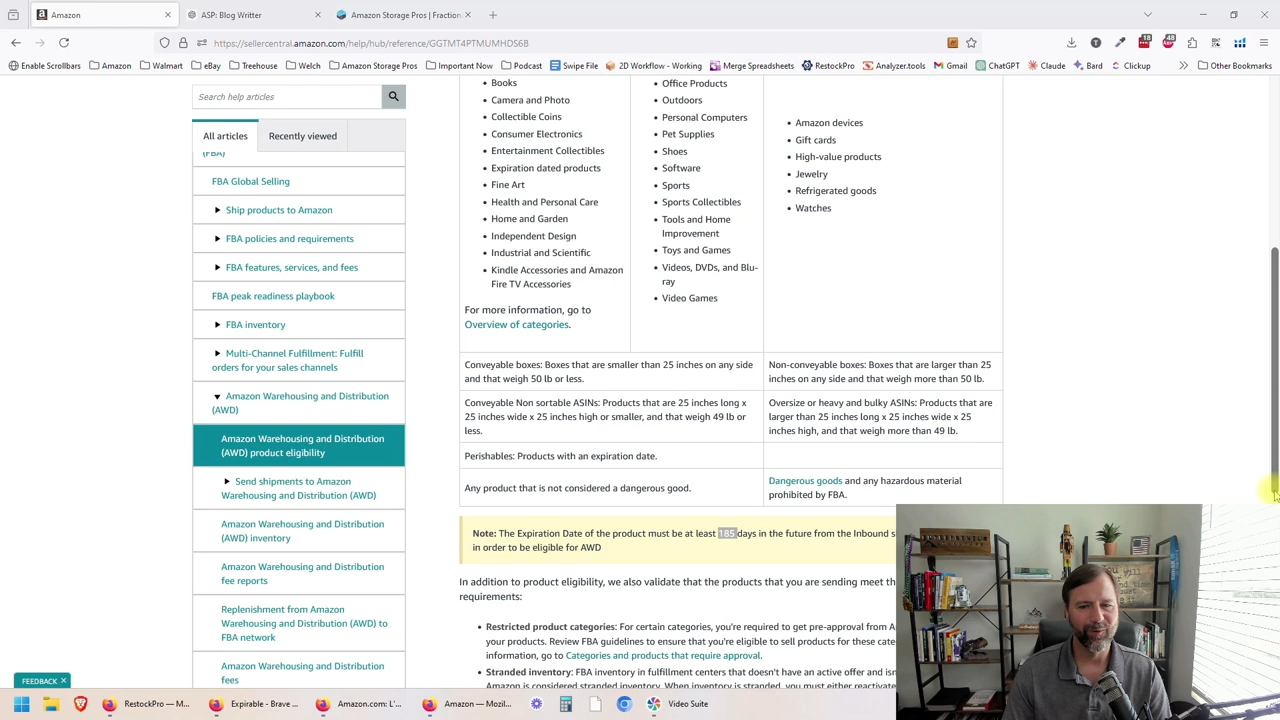 Amazon
ASP: Blog Writter
Amazon Storage Pros | Fraction
https://sellercentral.amazon.com/help/hub/reference/GGTMT4PTMUMHDS6B
18
48
Enable Scrollbars
Amazon
Walmart
eBay
Treehouse
Welch
Amazon Storage Pros
Important Now
Podcast
Swipe File
2D Workflow - Working
Merge Spreadsheets
RestockPro
Analyzer.tools
Gmail
ChatGPT
Claude
Bard
Clickup
Other Bookmarks
Search help articles
All articles
Recently viewed
(FBA)
FBA Global Selling
Ship products to Amazon
FBA policies and requirements
FBA features, services, and fees
FBA peak readiness playbook
FBA inventory
Multi-Channel Fulfillment: Fulfill
orders for your sales channels
Amazon Warehousing and Distribution
(AWD)
Amazon Warehousing and Distribution
(AWD) product eligibility
Send shipments to Amazon
Warehousing and Distribution (AWD)
Amazon Warehousing and Distribution
(AWD) inventory
Amazon Warehousing and Distribution
fee reports
Replenishment from Amazon
Warehousing and Distribution (AWD) to
FBA network
Amazon Warehousing and Distribution
fees
FEEDBACK
Books
Camera and Photo
Collectible Coins
Consumer Electronics
Entertainment Collectibles
Expiration dated products
Fine Art
Health and Personal Care
Home and Garden
Independent Design
Industrial and Scientific
Kindle Accessories and Amazon
Fire TV Accessories
For more information, go to
Overview of categories.
Office Products
Outdoors
Personal Computers
Pet Supplies
Shoes
Software
Sports
Sports Collectibles
Tools and Home
Improvement
Toys and Games
Videos, DVDs, and Blu-
ray
Video Games
Amazon devices
Gift cards
High-value products
Jewelry
Refrigerated goods
Watches
Conveyable boxes: Boxes that are smaller than 25 inches on any side
and that weigh 50 lb or less.
Non-conveyable boxes: Boxes that are larger than 25
inches on any side and that weigh more than 50 lb.
Conveyable Non sortable ASINs: Products that are 25 inches long x
25 inches wide x 25 inches high or smaller, and that weigh 49 lb or
less.
Oversize or heavy and bulky ASINs: Products that are
larger than 25 inches long x 25 inches wide x 25
inches high, and that weigh more than 49 lb.
Perishables: Products with an expiration date.
Any product that is not considered a dangerous good.
Dangerous goods and any hazardous material
prohibited by FBA.
Note: The Expiration Date of the product must be at least 185 days in the future from the Inbound s
in order to be eligible for AWD
In addition to product eligibility, we also validate that the products that you are sending meet th
requirements:
Restricted product categories: For certain categories, you're required to get pre-approval from A
your products. Review FBA guidelines to ensure that you're eligible to sell products for these cate
information, go to Categories and products that require approval.
Stranded inventory: FBA inventory in fulfillment centers that doesn't have an active offer and isn
Amazon is considered stranded inventory. When inventory is stranded, you must either reactivate
RestockPro — M...
Expirable - Brave ...
Amazon.com: L'...
Amazon — Mozil...
Video Suite